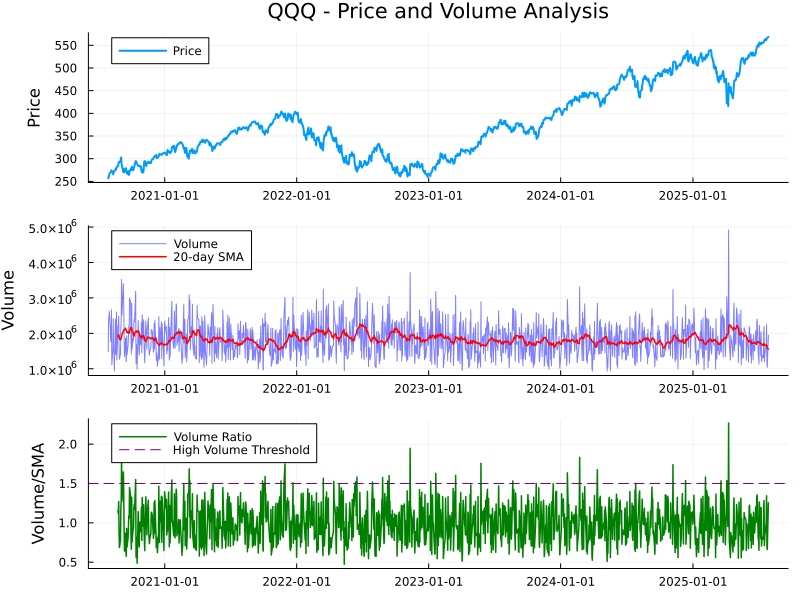 QQQ - Price and Volume Analysis
Price
550
500
450
400
350
300
250
Price
2021-01-01 2022-01-01 2023-01-01 2024-01-01 2025-01-01
Volume
5.0×10⁶
4.0×10⁶
3.0×10⁶
2.0×10⁶
1.0×10⁶
Volume
20-day SMA
2021-01-01 2022-01-01 2023-01-01 2024-01-01 2025-01-01
Volume/SMA
2.0
1.5
1.0
0.5
Volume Ratio
High Volume Threshold
2021-01-01 2022-01-01 2023-01-01 2024-01-01 2025-01-01